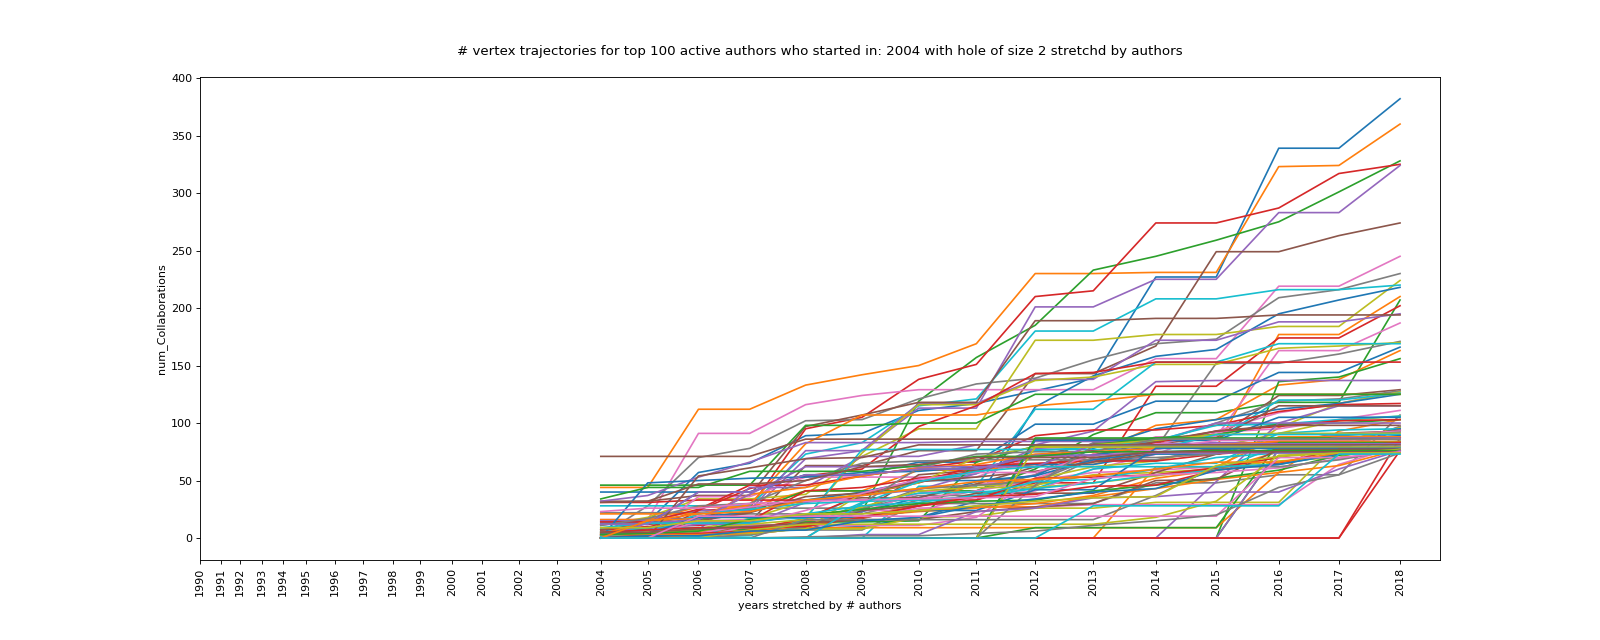 # vertex trajectories for top 100 active authors who started in: 2004 with hole of size 2 stretchd by authors
400
350
300
250
200
150
100
50
0
num_Collaborations
1990 1991 1992 1993 1994 1995 1996 1997 1998 1999 2000 2001 2002 2003 2004 2005 2006 2007 2008 2009 2010 2011 2012 2013 2014 2015 2016 2017 2018
years stretched by # authors